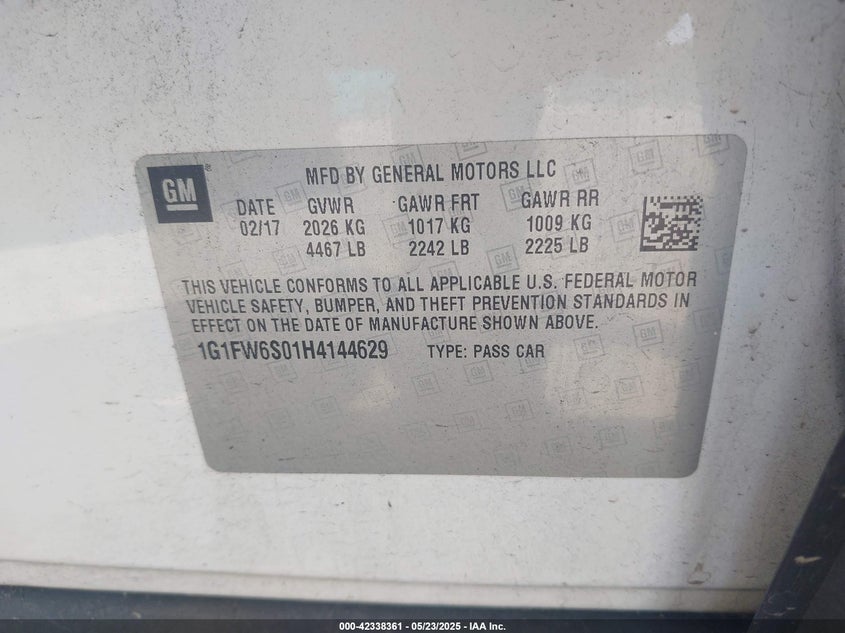 GM
MFD BY GENERAL MOTORS LLC
DATE GVWR GAWR FRT GAWR RR
02/17 2026 KG 1017 KG 1009 KG
4467 LB 2242 LB 2225 LB
THIS VEHICLE CONFORMS TO ALL APPLICABLE U.S. FEDERAL MOTOR
VEHICLE SAFETY, BUMPER, AND THEFT PREVENTION STANDARDS IN
EFFECT ON THE DATE OF MANUFACTURE SHOWN ABOVE.
1G1FW6S01H4144629 TYPE: PASS CAR
000-42338361 - 05/23/2025 - IAA Inc.